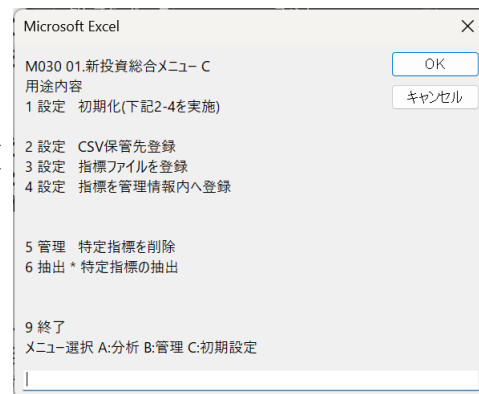 Microsoft Excel
M030 01.新投資総合メニュー C
用途内容
1 設定 初期化(下記2-4を実施)
2 設定 CSV保管先登録
3 設定 指標ファイルを登録
4 設定 指標を管理情報内へ登録
5 管理 特定指標を削除
6 抽出 * 特定指標の抽出
9 終了
メニュー選択 A:分析 B:管理 C:初期設定
OK
キャンセル